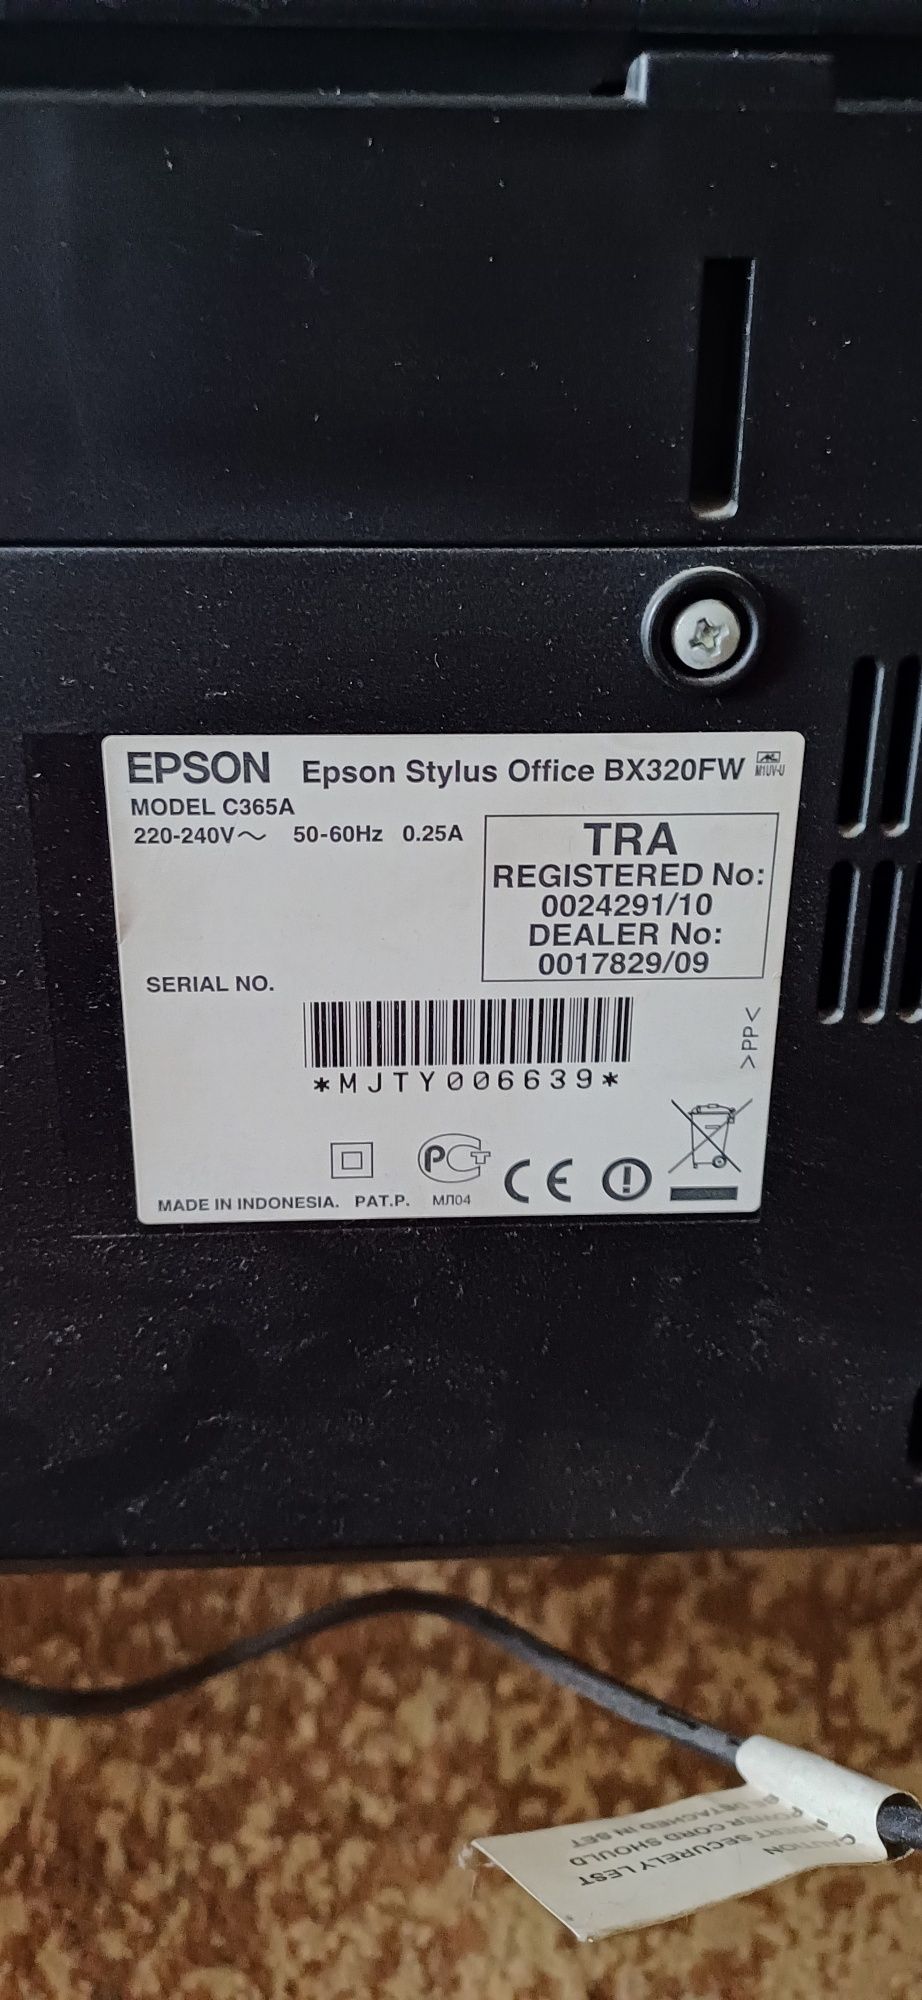 EPSON Epson Stylus Office BX320FW M1UV-U
MODEL C365A
220-240V～ 50-60Hz 0.25A
TRA
REGISTERED No:
0024291/10
DEALER No:
0017829/09
SERIAL NO.
*MJTY006639*
>PP<
MADE IN INDONESIA. PAT.P. МЛ04
PCT
CE
CAUTION
INSERT SECURELY LEST
POWER CORD SHOULD
BE DETACHED IN SET